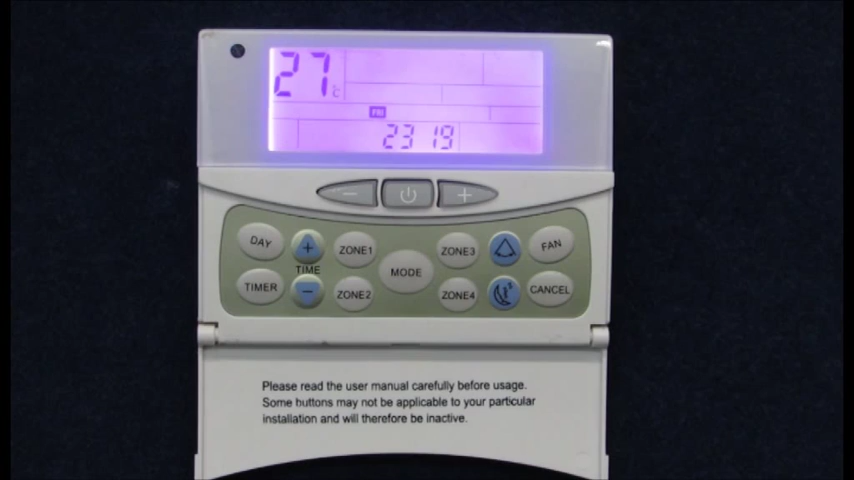 27°C
FRI
23 19
DAY
TIME
ZONE1
MODE
ZONE3
FAN
TIMER
ZONE2
ZONE4
S
CANCEL
Please read the user manual carefully before usage.
Some buttons may not be applicable to your particular
installation and will therefore be inactive.